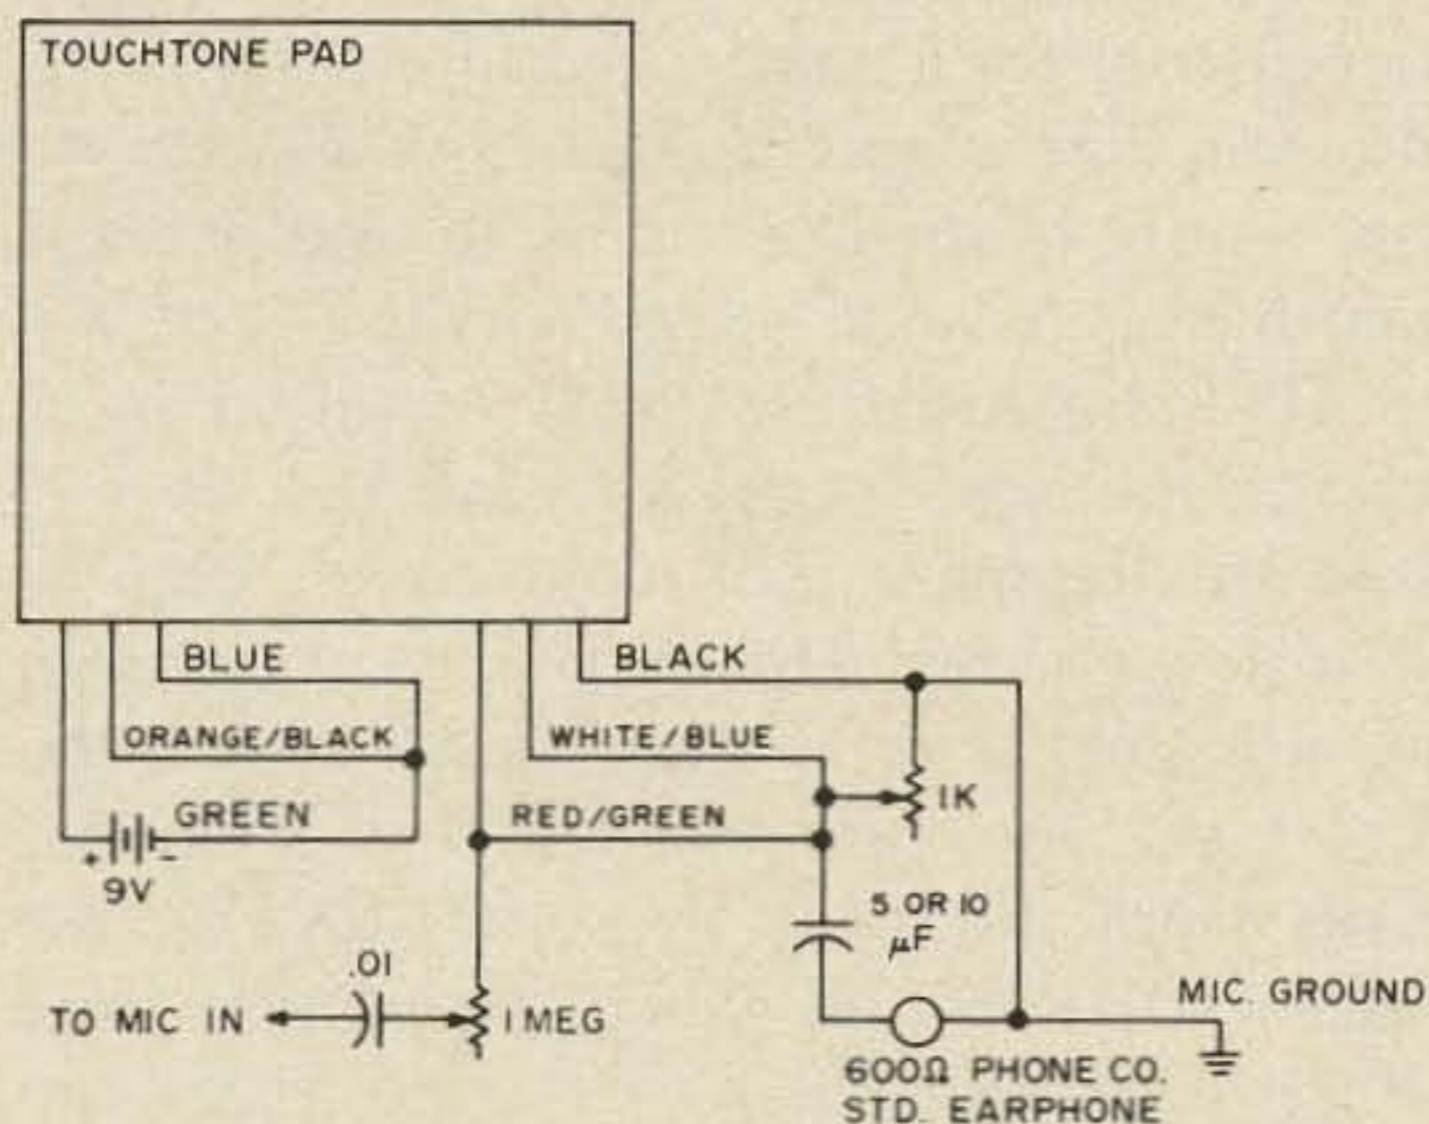 TOUCHTONE PAD
BLUE
BLACK
ORANGE/BLACK
WHITE/BLUE
GREEN
RED/GREEN
1K
+
-
9V
5 OR 10
µF
.01
TO MIC IN
1 MEG
MIC. GROUND
600Ω PHONE CO.
STD. EARPHONE